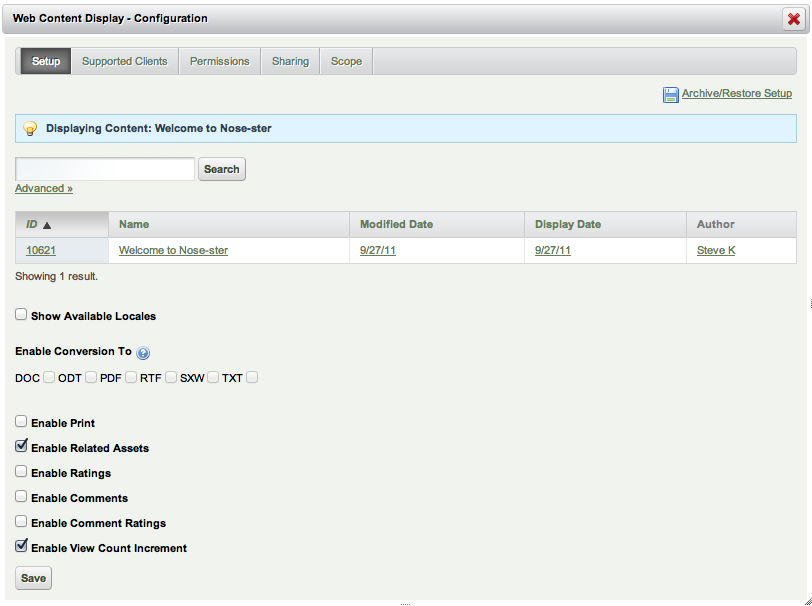 Web Content Display - Configuration
Setup Supported Clients Permissions Sharing Scope
Archive/Restore Setup
Displaying Content: Welcome to Nose-ster
Search
Advanced »
ID ▲ Name Modified Date Display Date Author
10621 Welcome to Nose-ster 9/27/11 9/27/11 Steve K
Showing 1 result.
Show Available Locales
Enable Conversion To ?
DOC ODT PDF RTF SXW TXT
Enable Print
Enable Related Assets
Enable Ratings
Enable Comments
Enable Comment Ratings
Enable View Count Increment
Save